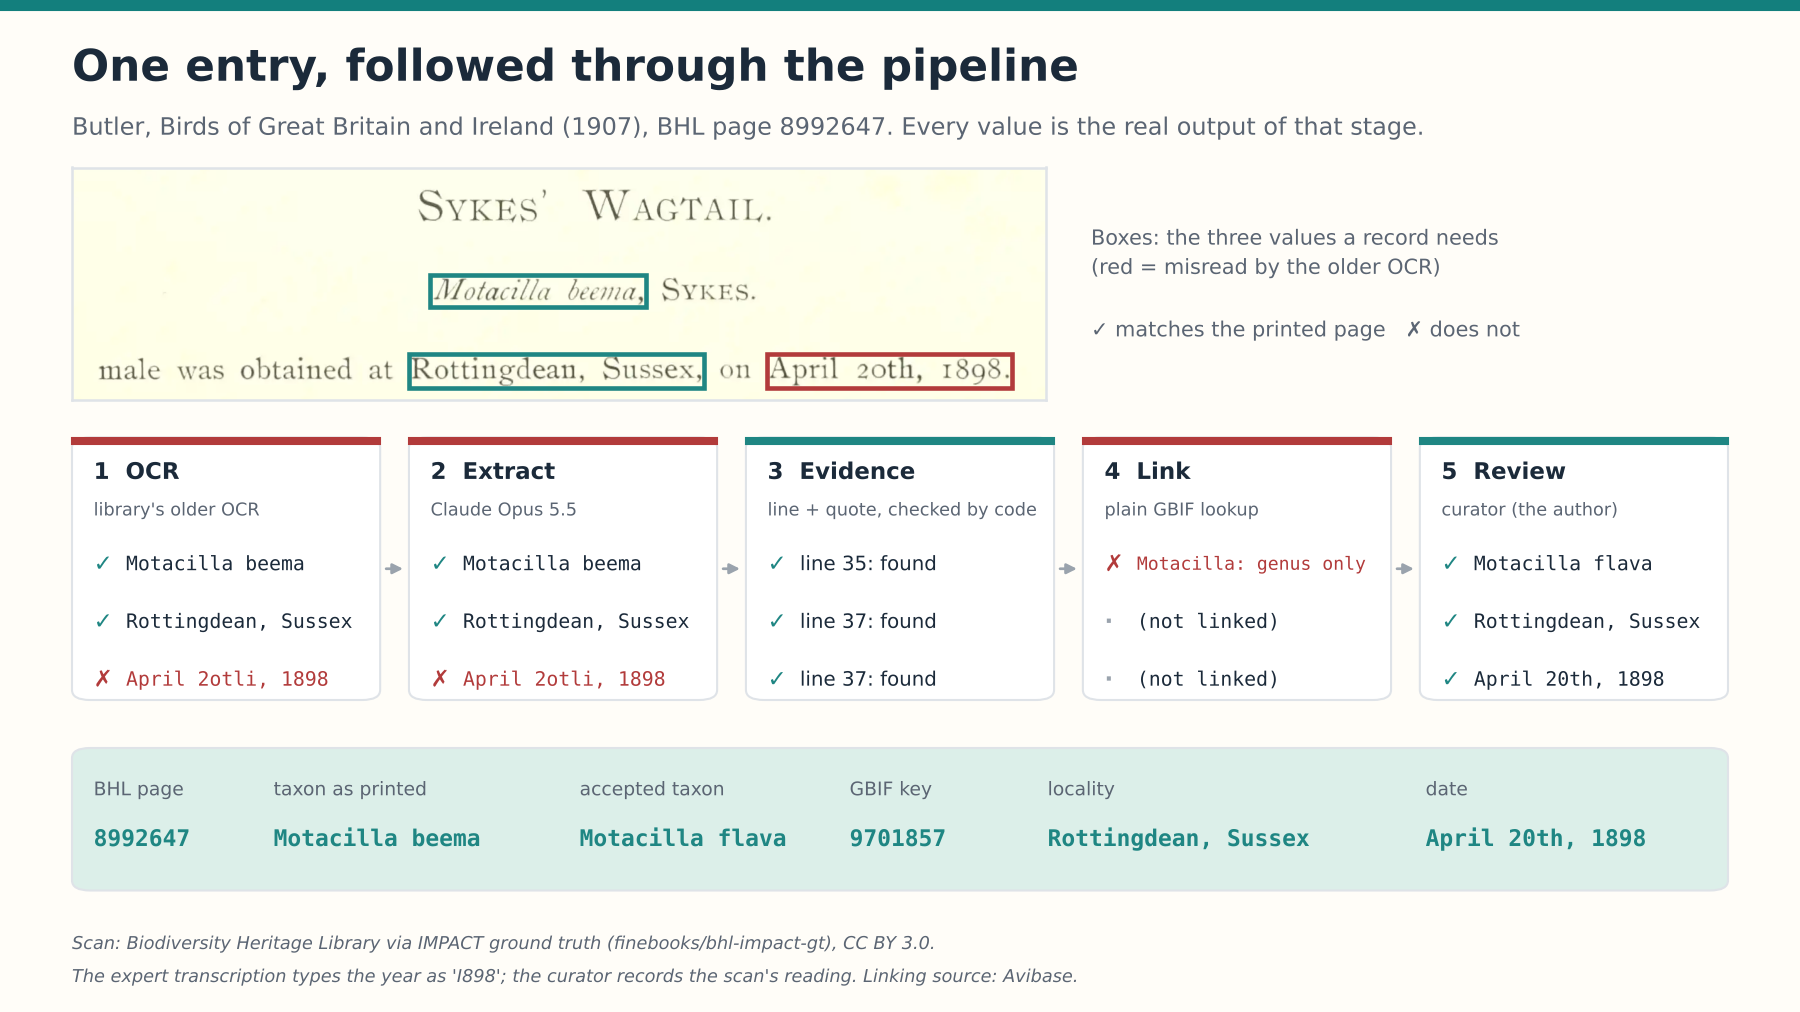 One entry, followed through the pipeline
Butler, Birds of Great Britain and Ireland (1907), BHL page 8992647. Every value is the real output of that stage.
SYKES' WAGTAIL.
Motacilla beema, SYKES.
male was obtained at Rottingdean, Sussex, on April 20th, 1898.
Boxes: the three values a record needs
(red = misread by the older OCR)
✓ matches the printed page ✗ does not
1 OCR
library's older OCR
✓ Motacilla beema
✓ Rottingdean, Sussex
✗ April 2otli, 1898
2 Extract
Claude Opus 5.5
✓ Motacilla beema
✓ Rottingdean, Sussex
✗ April 2otli, 1898
3 Evidence
line + quote, checked by code
✓ line 35: found
✓ line 37: found
✓ line 37: found
4 Link
plain GBIF lookup
✗ Motacilla: genus only
· (not linked)
· (not linked)
5 Review
curator (the author)
✓ Motacilla flava
✓ Rottingdean, Sussex
✓ April 20th, 1898
BHL page taxon as printed accepted taxon GBIF key locality date
8992647 Motacilla beema Motacilla flava 9701857 Rottingdean, Sussex April 20th, 1898
Scan: Biodiversity Heritage Library via IMPACT ground truth (finebooks/bhl-impact-gt), CC BY 3.0.
The expert transcription types the year as 'I898'; the curator records the scan's reading. Linking source: Avibase.